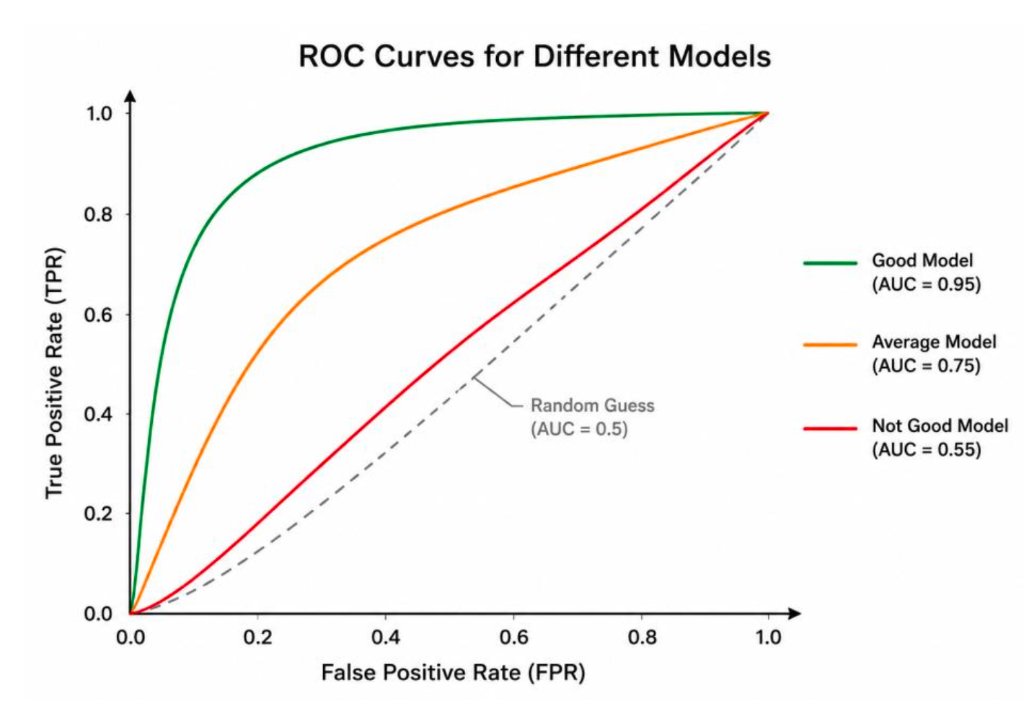 ROC Curves for Different Models
True Positive Rate (TPR)
1.0
0.8
0.6
0.4
0.2
0.0
0.0 0.2 0.4 0.6 0.8 1.0
False Positive Rate (FPR)
Random Guess
(AUC = 0.5)
Good Model
(AUC = 0.95)
Average Model
(AUC = 0.75)
Not Good Model
(AUC = 0.55)